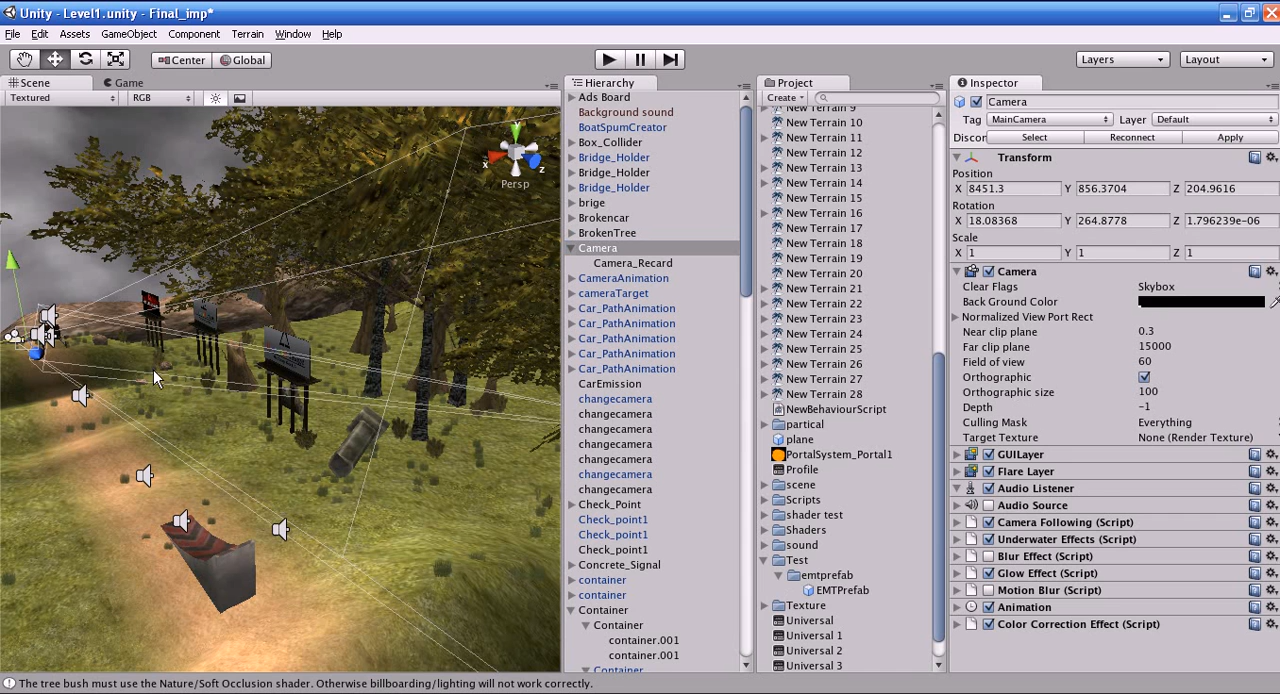 Unity - Level1.unity - Final_imp*
File Edit Assets GameObject Component Terrain Window Help
Center Global Layers Layout
Scene Game
Textured RGB
x y z
Persp
Hierarchy
Ads Board
Background sound
BoatSpumCreator
Box_Collider
Bridge_Holder
Bridge_Holder
Bridge_Holder
brige
Brokencar
BrokenTree
Camera
Camera_Recard
CameraAnimation
cameraTarget
Car_PathAnimation
Car_PathAnimation
Car_PathAnimation
Car_PathAnimation
Car_PathAnimation
CarEmission
changecamera
changecamera
changecamera
changecamera
changecamera
changecamera
changecamera
Check_Point
Check_point1
Check_point1
Check_point1
Concrete_Signal
container
container
Container
Container
container.001
container.001
Container
Project
Create
New Terrain 9
New Terrain 10
New Terrain 11
New Terrain 12
New Terrain 13
New Terrain 14
New Terrain 15
New Terrain 16
New Terrain 17
New Terrain 18
New Terrain 19
New Terrain 20
New Terrain 21
New Terrain 22
New Terrain 23
New Terrain 24
New Terrain 25
New Terrain 26
New Terrain 27
New Terrain 28
NewBehaviourScript
partical
plane
PortalSystem_Portal1
Profile
scene
Scripts
shader test
Shaders
sound
Test
emtprefab
EMTPrefab
Texture
Universal
Universal 1
Universal 2
Universal 3
Inspector
Camera
Tag MainCamera Layer Default
Discon Select Reconnect Apply
Transform
Position
X 8451.3 Y 856.3704 Z 204.9616
Rotation
X 18.08368 Y 264.8778 Z 1.796239e-06
Scale
X 1 Y 1 Z 1
Camera
Clear Flags Skybox
Back Ground Color
Normalized View Port Rect
Near clip plane 0.3
Far clip plane 15000
Field of view 60
Orthographic
Orthographic size 100
Depth -1
Culling Mask Everything
Target Texture None (Render Texture)
GUILayer
Flare Layer
Audio Listener
Audio Source
Camera Following (Script)
Underwater Effects (Script)
Blur Effect (Script)
Glow Effect (Script)
Motion Blur (Script)
Animation
Color Correction Effect (Script)
The tree bush must use the Nature/Soft Occlusion shader. Otherwise billboarding/lighting will not work correctly.